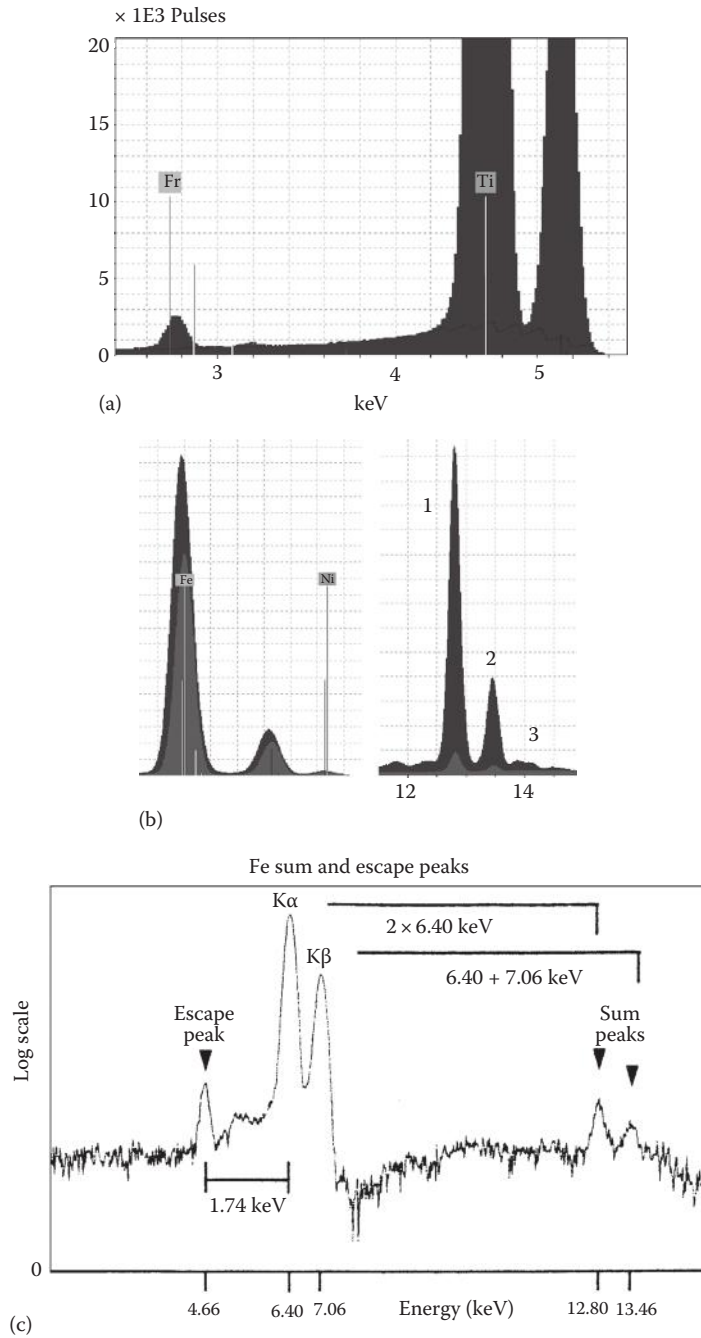 × 1E3 Pulses
20
15
10
5
0
Fr
Ti
3
4
5
keV
(a)
Fe
Ni
1
2
3
12
14
(b)
Fe sum and escape peaks
Kα
2 × 6.40 keV
Kβ
6.40 + 7.06 keV
Escape
peak
Sum
peaks
Log scale
1.74 keV
0
4.66
6.40
7.06
Energy (keV)
12.80
13.46
(c)